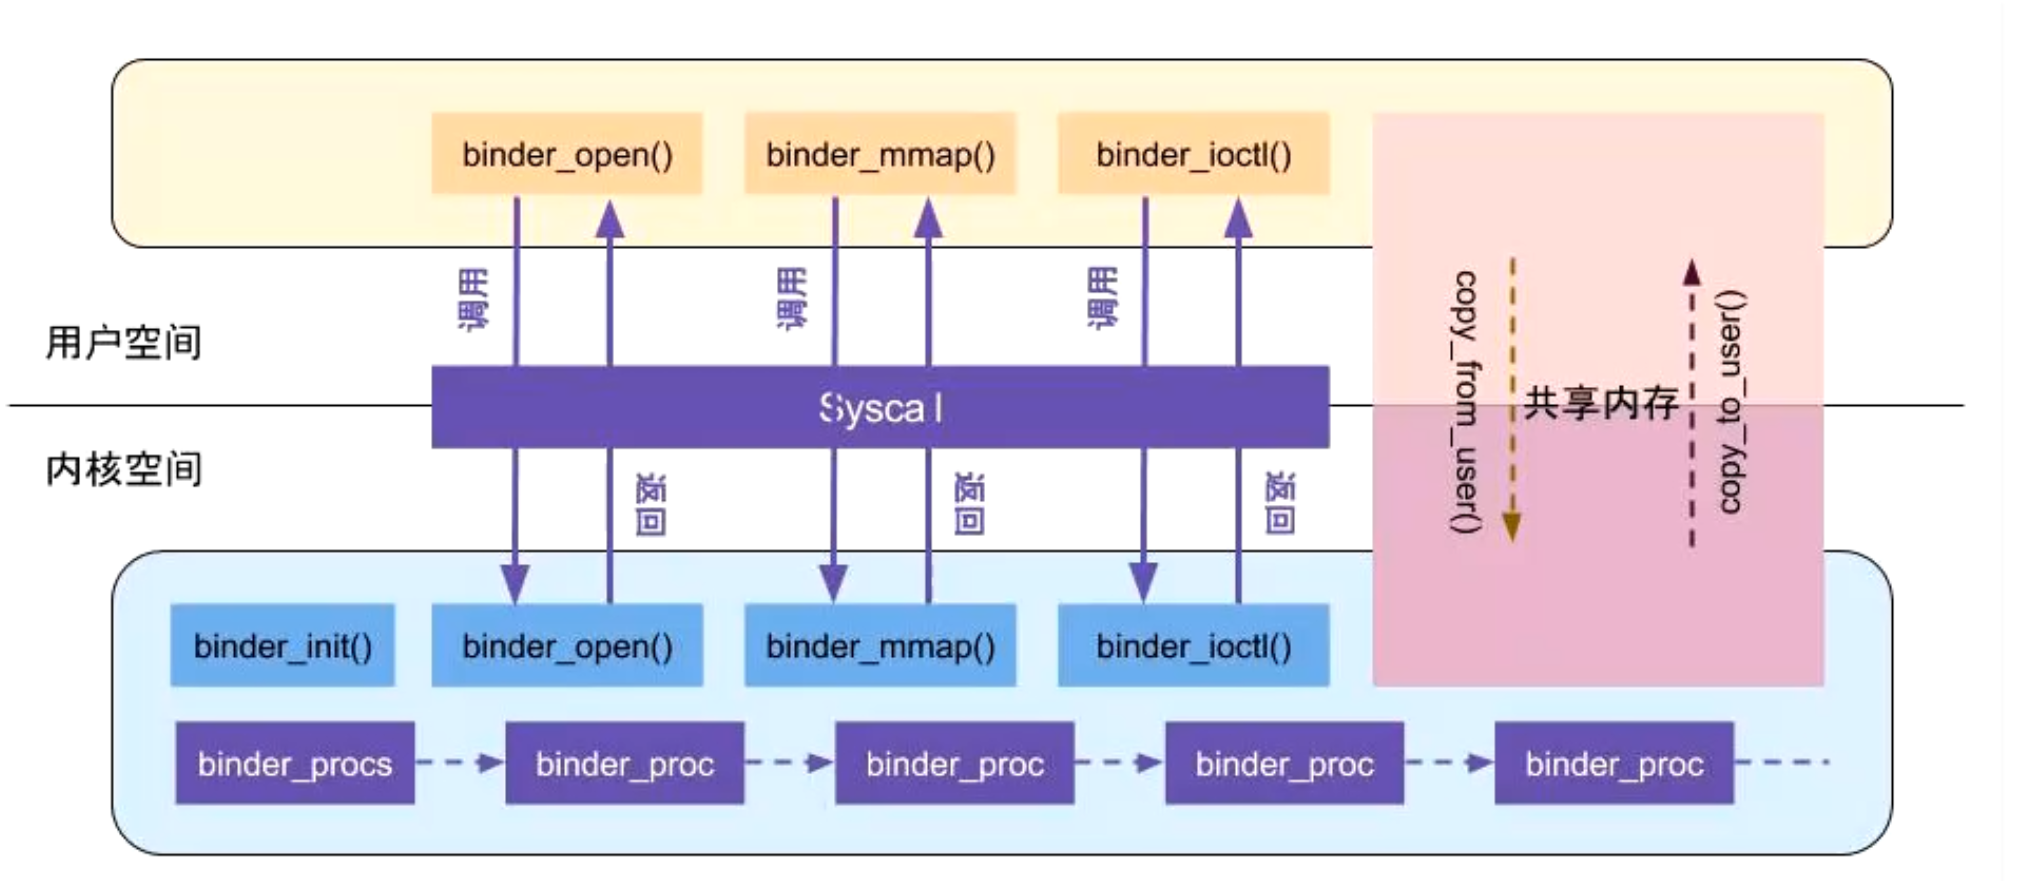 binder_open()
binder_mmap()
binder_ioctl()
调用
调用
调用
copy_from_user()
copy_to_user()
用户空间
Syscal l
共享内存
内核空间
返回
返回
返回
binder_init()
binder_open()
binder_mmap()
binder_ioctl()
binder_procs
binder_proc
binder_proc
binder_proc
binder_proc